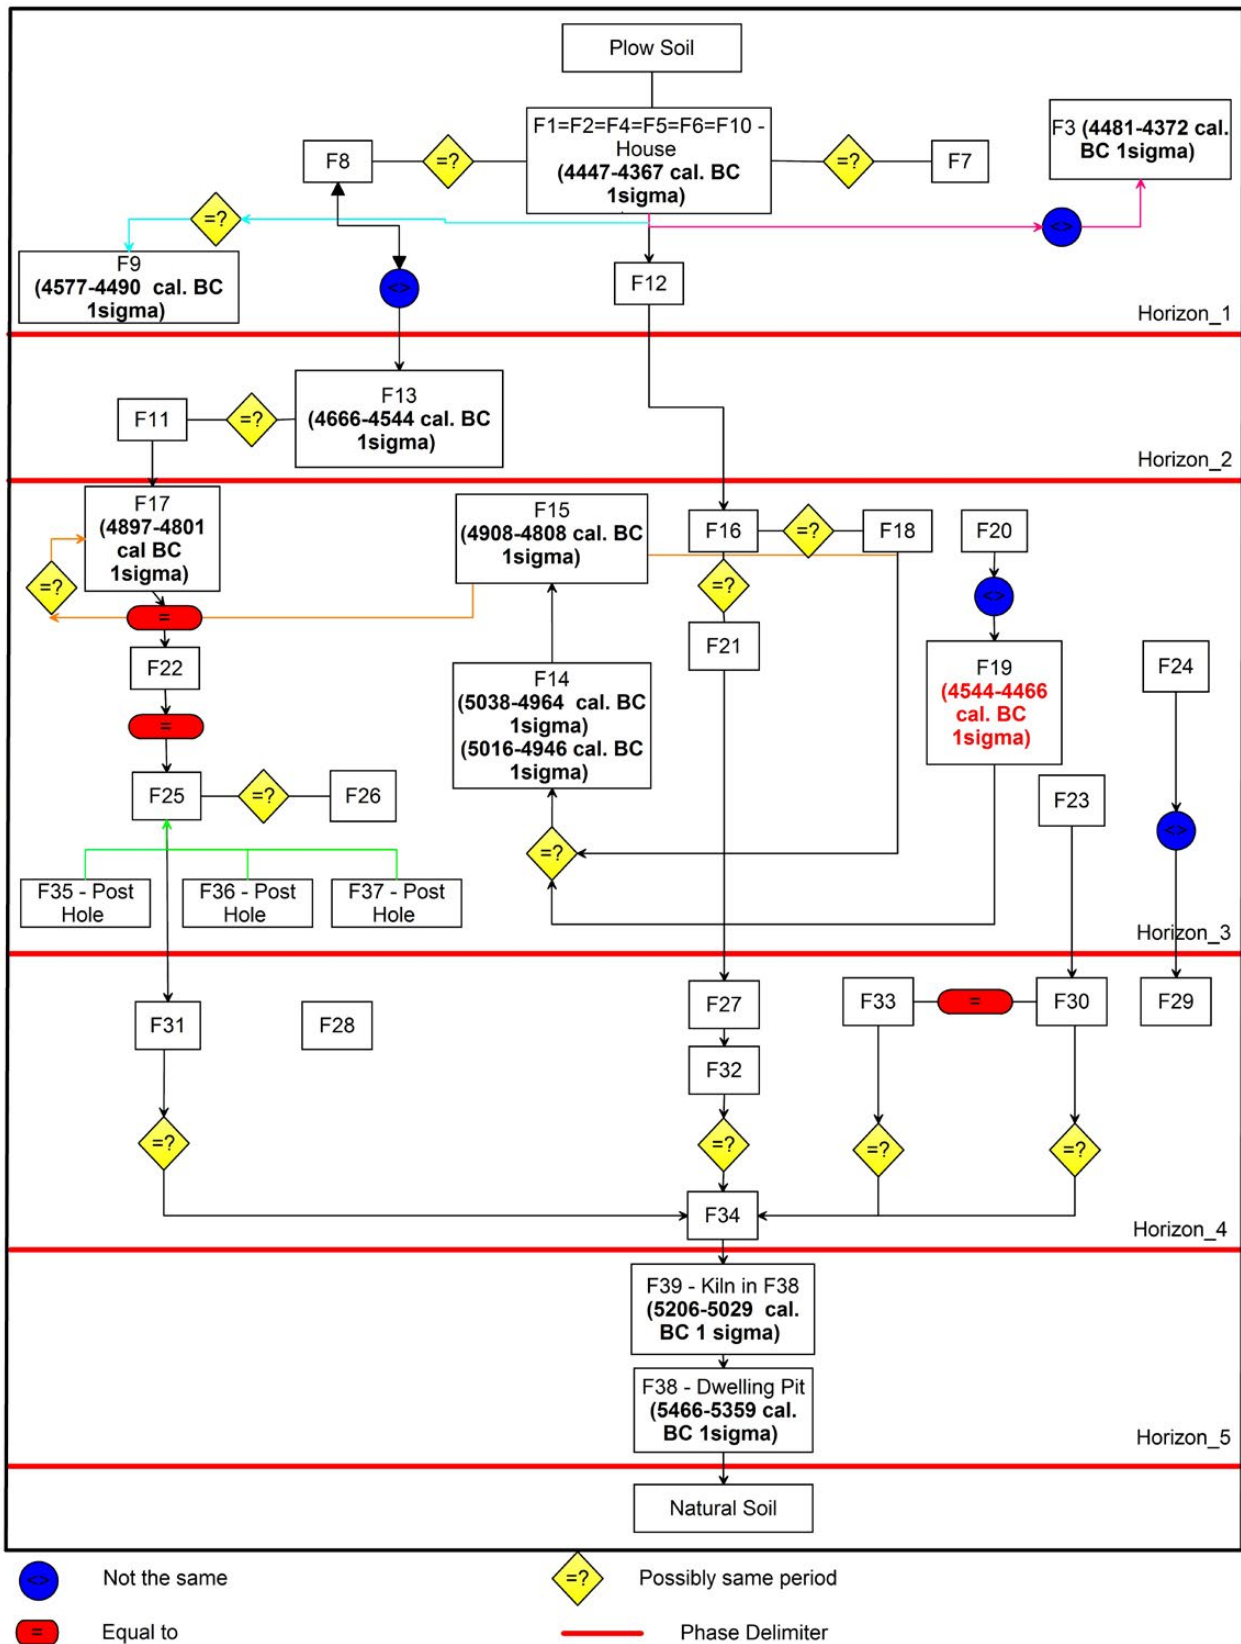 Plow Soil
F1=F2=F4=F5=F6=F10 -
House
(4447-4367 cal. BC
1sigma)
F8
=?
=?
F7
F3 (4481-4372 cal.
BC 1sigma)
=?
<>
F9
(4577-4490 cal. BC
1sigma)
<>
F12
Horizon_1
F13
(4666-4544 cal. BC
1sigma)
F11
=?
Horizon_2
F17
(4897-4801
cal BC
1sigma)
F15
(4908-4808 cal. BC
1sigma)
F16
=?
F18
F20
=?
=?
<>
=
F21
F22
F14
(5038-4964 cal. BC
1sigma)
(5016-4946 cal. BC
1sigma)
F19
(4544-4466
cal. BC
1sigma)
F24
=
F25
=?
F26
F23
<>
=?
F35 - Post
Hole
F36 - Post
Hole
F37 - Post
Hole
Horizon_3
F31
F28
F27
F33
=
F30
F29
F32
=?
=?
=?
=?
F34
Horizon_4
F39 - Kiln in F38
(5206-5029 cal.
BC 1 sigma)
F38 - Dwelling Pit
(5466-5359 cal.
BC 1sigma)
Horizon_5
Natural Soil
<>
Not the same
=?
Possibly same period
=
Equal to
Phase Delimiter